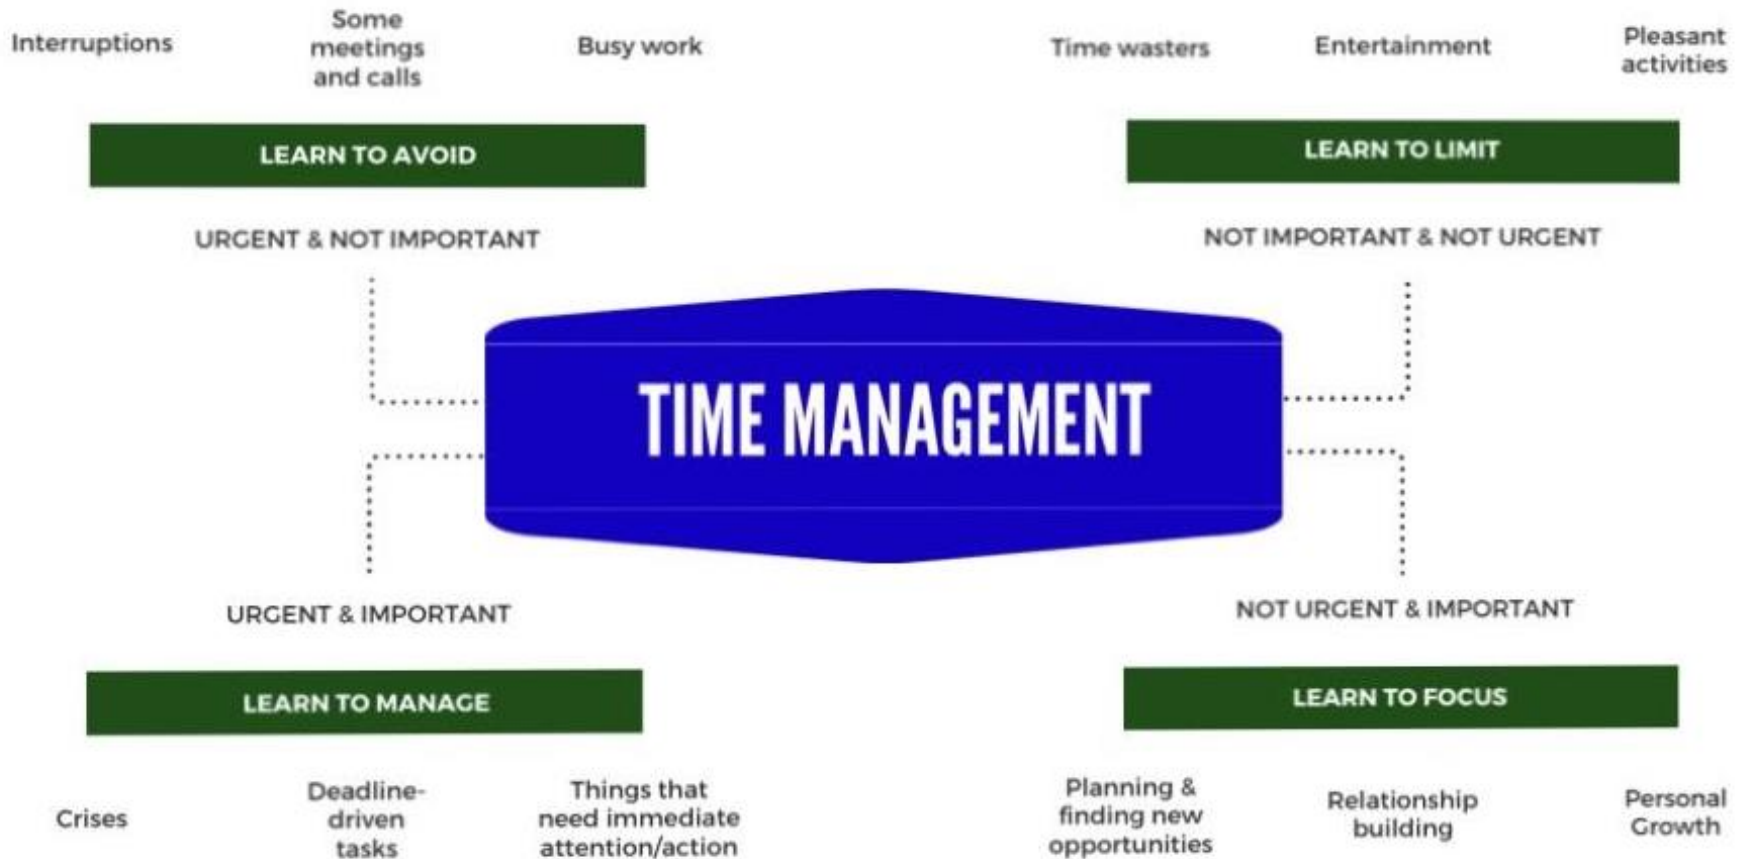 Interruptions
Some
meetings
and calls
Busy work
LEARN TO AVOID
URGENT & NOT IMPORTANT
Time wasters
Entertainment
Pleasant
activities
LEARN TO LIMIT
NOT IMPORTANT & NOT URGENT
TIME MANAGEMENT
URGENT & IMPORTANT
LEARN TO MANAGE
Crises
Deadline-
driven
tasks
Things that
need immediate
attention/action
NOT URGENT & IMPORTANT
LEARN TO FOCUS
Planning &
finding new
opportunities
Relationship
building
Personal
Growth